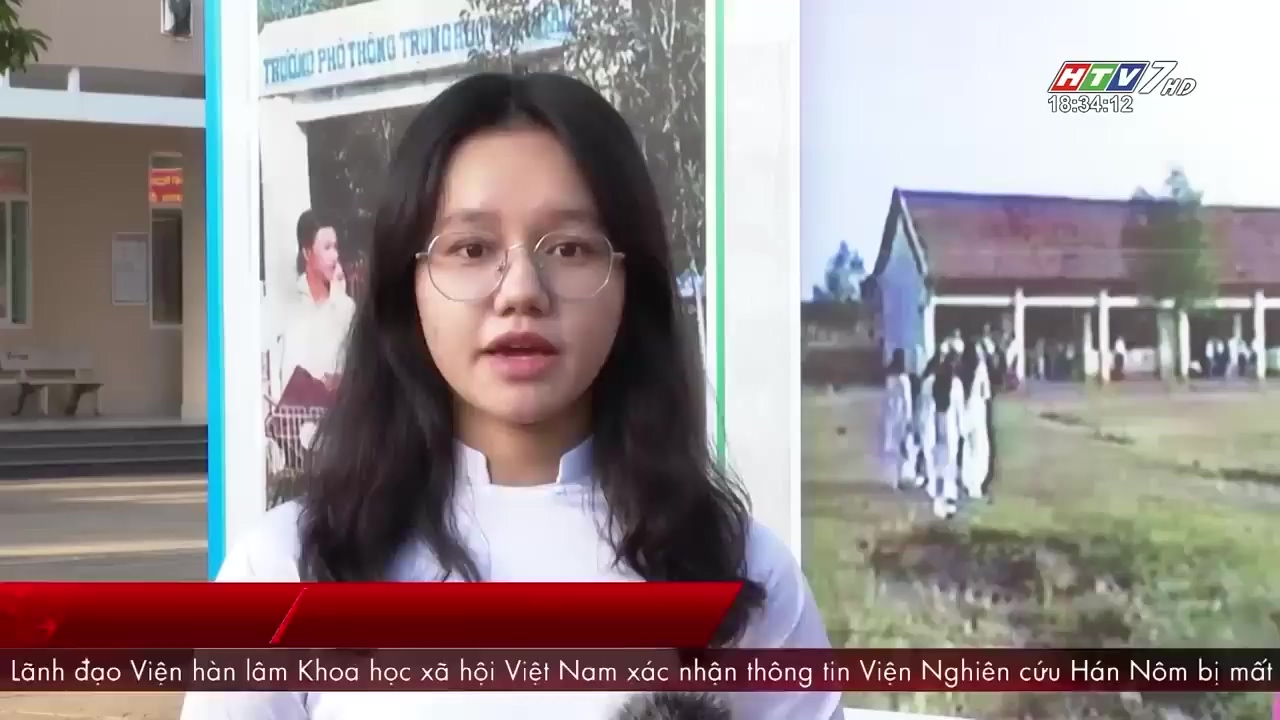 TRƯỜNG PHỔ THÔNG TRUNG HỌC
HTV7 HD
18:34:12
Lãnh đạo Viện hàn lâm Khoa học xã hội Việt Nam xác nhận thông tin Viện Nghiên cứu Hán Nôm bị mất